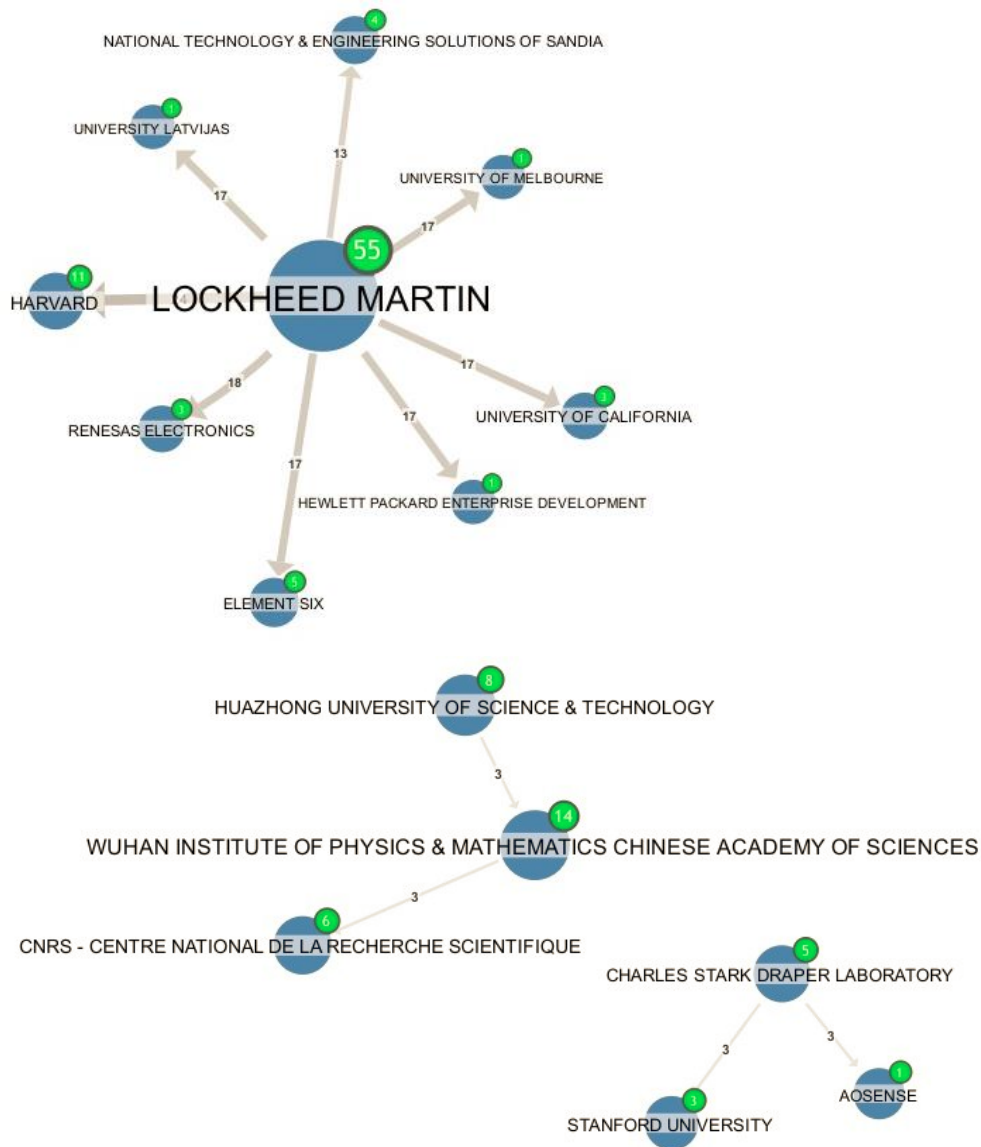 4
NATIONAL TECHNOLOGY & ENGINEERING SOLUTIONS OF SANDIA
1
UNIVERSITY LATVIJAS
13
1
UNIVERSITY OF MELBOURNE
17
17
55
11
HARVARD
LOCKHEED MARTIN
17
18
3
UNIVERSITY OF CALIFORNIA
3
RENESAS ELECTRONICS
17
17
1
HEWLETT PACKARD ENTERPRISE DEVELOPMENT
5
ELEMENT SIX
8
HUAZHONG UNIVERSITY OF SCIENCE & TECHNOLOGY
3
14
WUHAN INSTITUTE OF PHYSICS & MATHEMATICS CHINESE ACADEMY OF SCIENCES
3
6
CNRS - CENTRE NATIONAL DE LA RECHERCHE SCIENTIFIQUE
5
CHARLES STARK DRAPER LABORATORY
3
3
1
AOSENSE
3
STANFORD UNIVERSITY